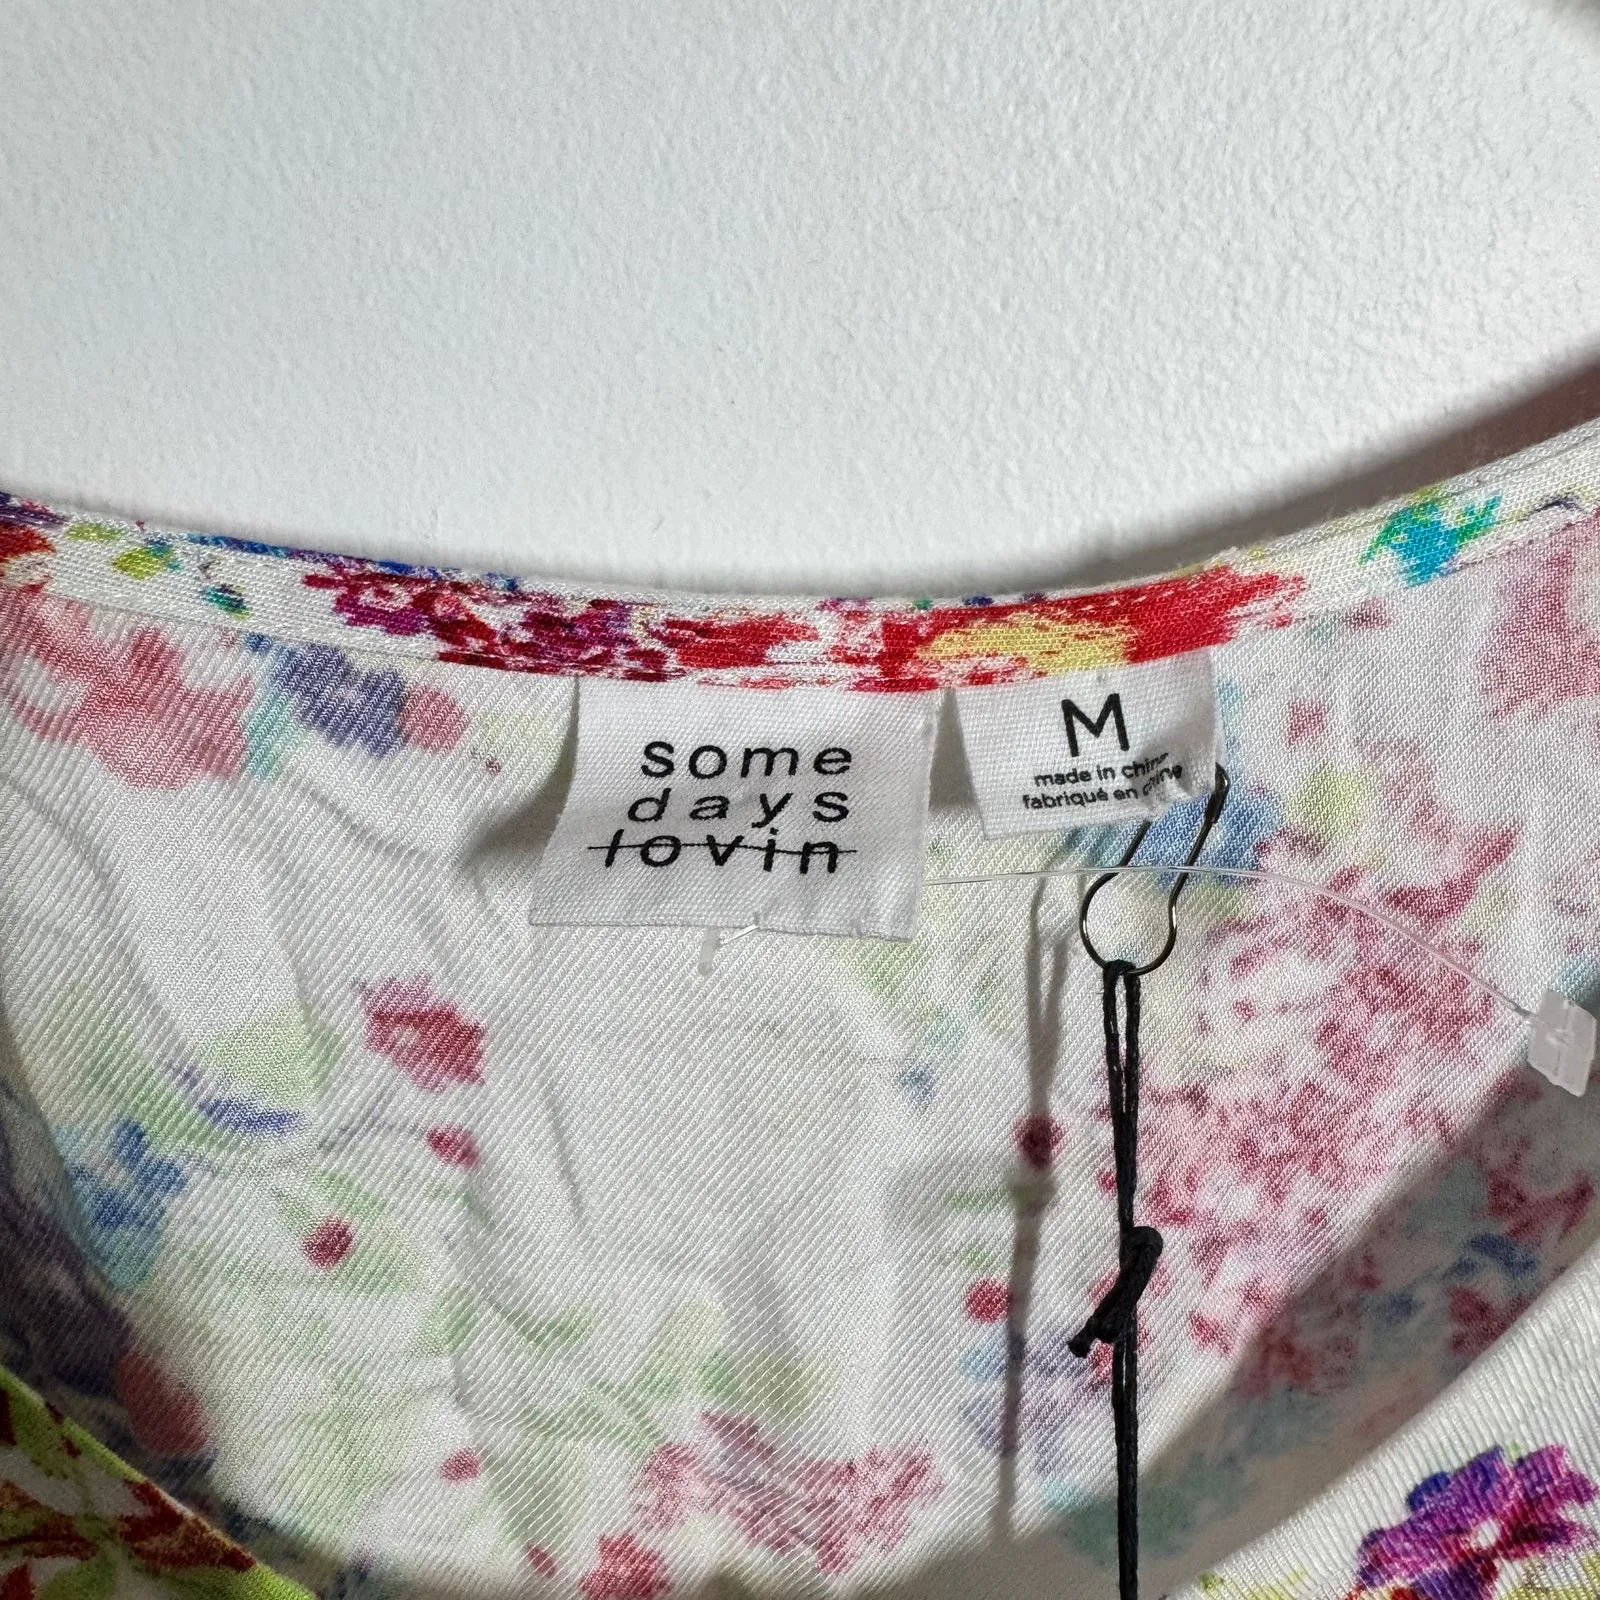 some
days
lovin
M
made in china
fabriqué en chine